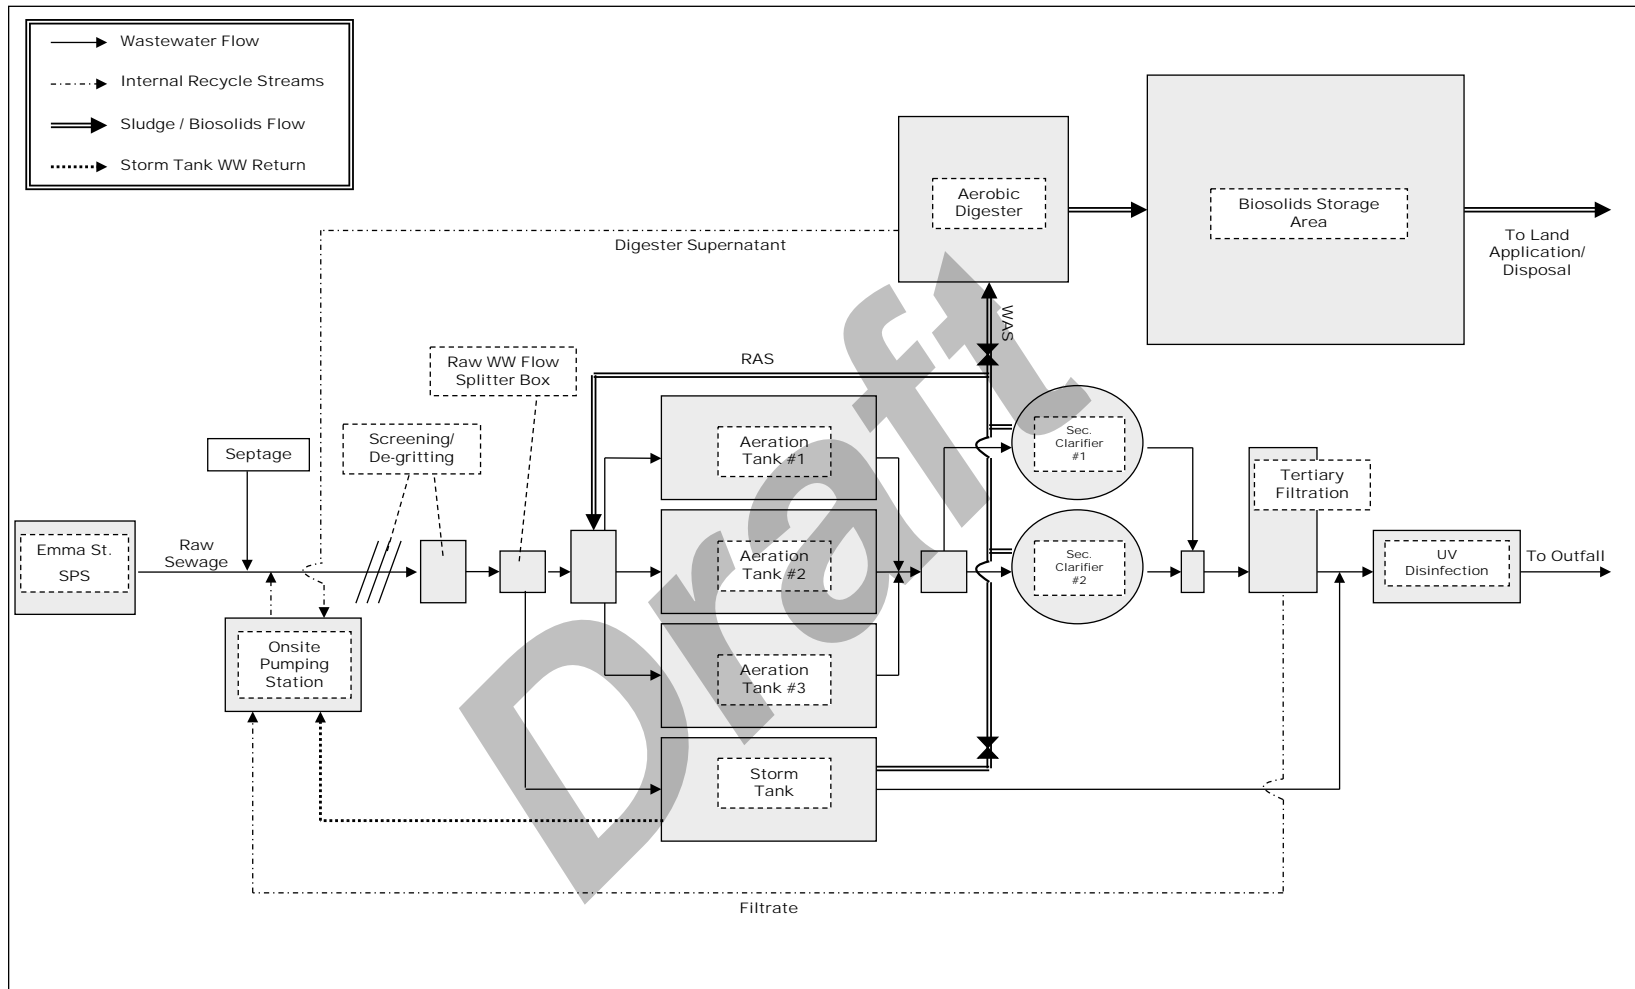 Wastewater Flow
Internal Recycle Streams
Sludge / Biosolids Flow
Storm Tank WW Return
Aerobic
Digester
Biosolids Storage
Area
To Land
Application/
Disposal
Digester Supernatant
WAS
RAS
Raw WW Flow
Splitter Box
Screening/
De-gritting
Septage
Emma St.
SPS
Raw
Sewage
Onsite
Pumping
Station
Aeration
Tank #1
Aeration
Tank #2
Aeration
Tank #3
Storm
Tank
Sec.
Clarifier
#1
Sec.
Clarifier
#2
Tertiary
Filtration
UV
Disinfection
To Outfall
Filtrate
Draft